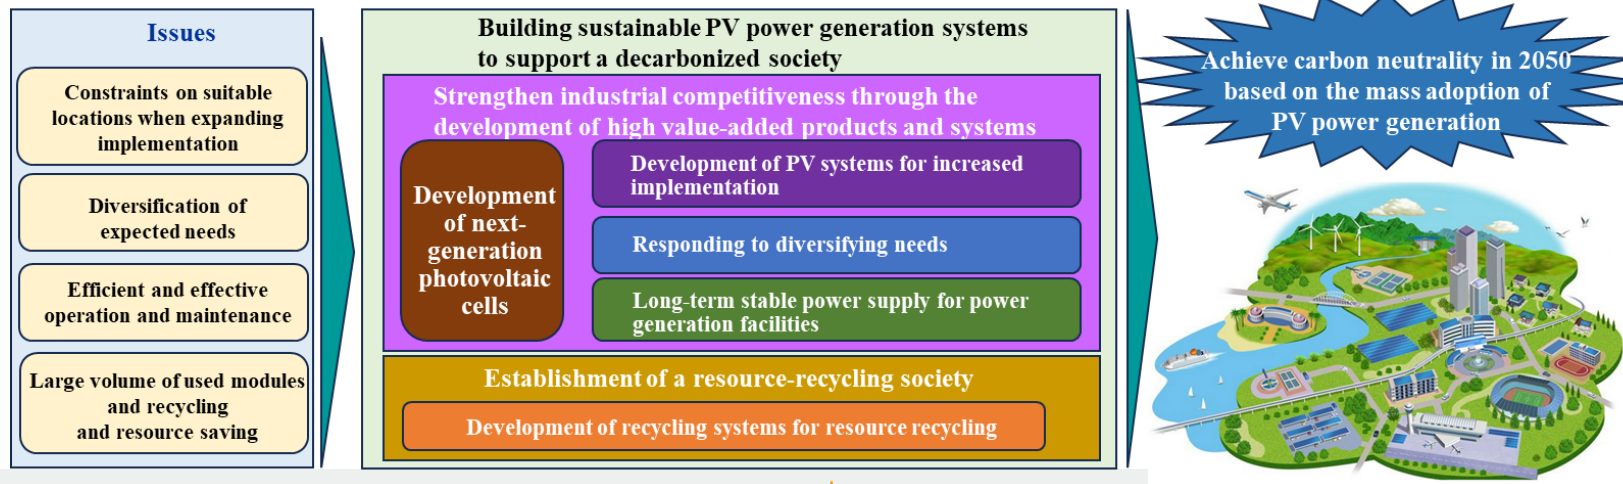 Issues
Constraints on suitable
locations when expanding
implementation
Diversification of
expected needs
Efficient and effective
operation and maintenance
Large volume of used modules
and recycling
and resource saving
Building sustainable PV power generation systems
to support a decarbonized society
Strengthen industrial competitiveness through the
development of high value-added products and systems
Development
of next-
generation
photovoltaic
cells
Development of PV systems for increased
implementation
Responding to diversifying needs
Long-term stable power supply for power
generation facilities
Establishment of a resource-recycling society
Development of recycling systems for resource recycling
Achieve carbon neutrality in 2050
based on the mass adoption of
PV power generation